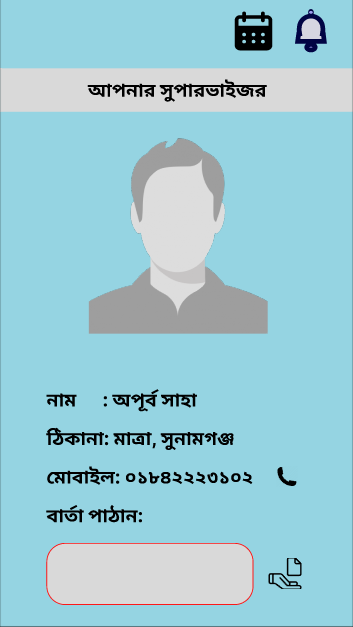 আপনার সুপারভাইজর
নাম : অপূর্ব সাহা
ঠিকানা: মাত্রা, সুনামগঞ্জ
মোবাইল: ০১৮৪২২২৩১০২
বার্তা পাঠান: